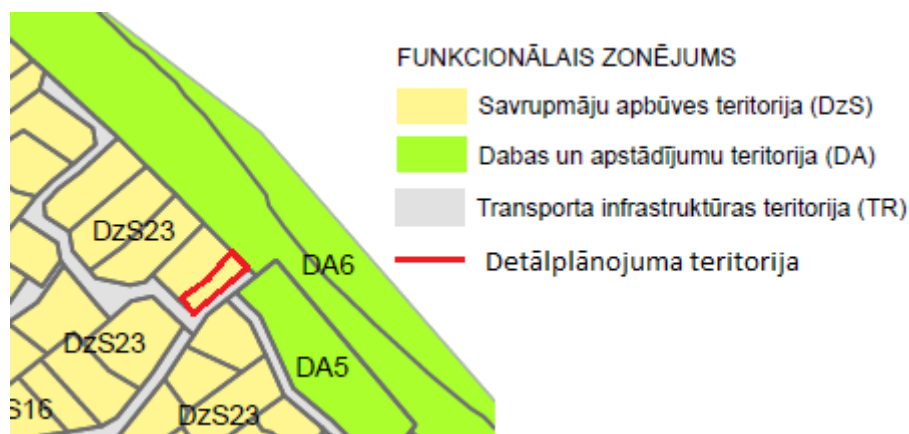 FUNKCIONĀLAIS ZONĒJUMS
Savrupmāju apbūves teritorija (DzS)
Dabas un apstādījumu teritorija (DA)
Transporta infrastruktūras teritorija (TR)
Detālplānojuma teritorija
DzS23
DA6
DzS23
DA5
S16
DzS23